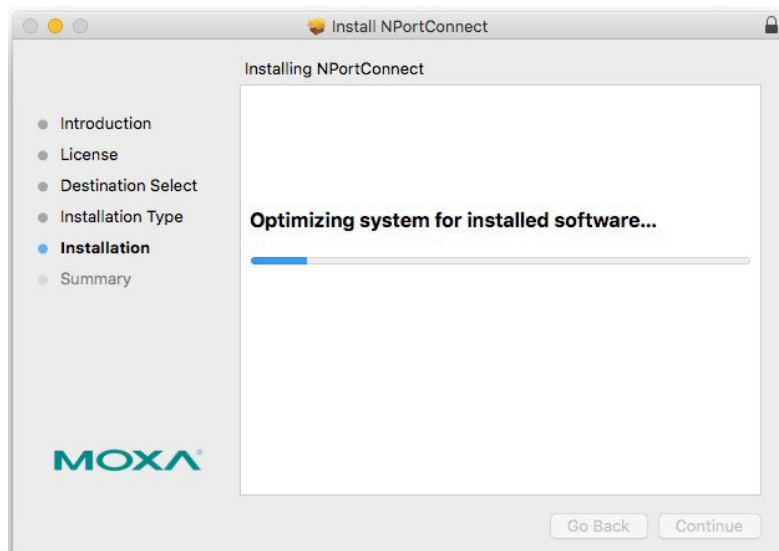 Install NPortConnect
Installing NPortConnect
Introduction
License
Destination Select
Installation Type
Installation
Summary
Optimizing system for installed software...
MOXA®
Go Back
Continue